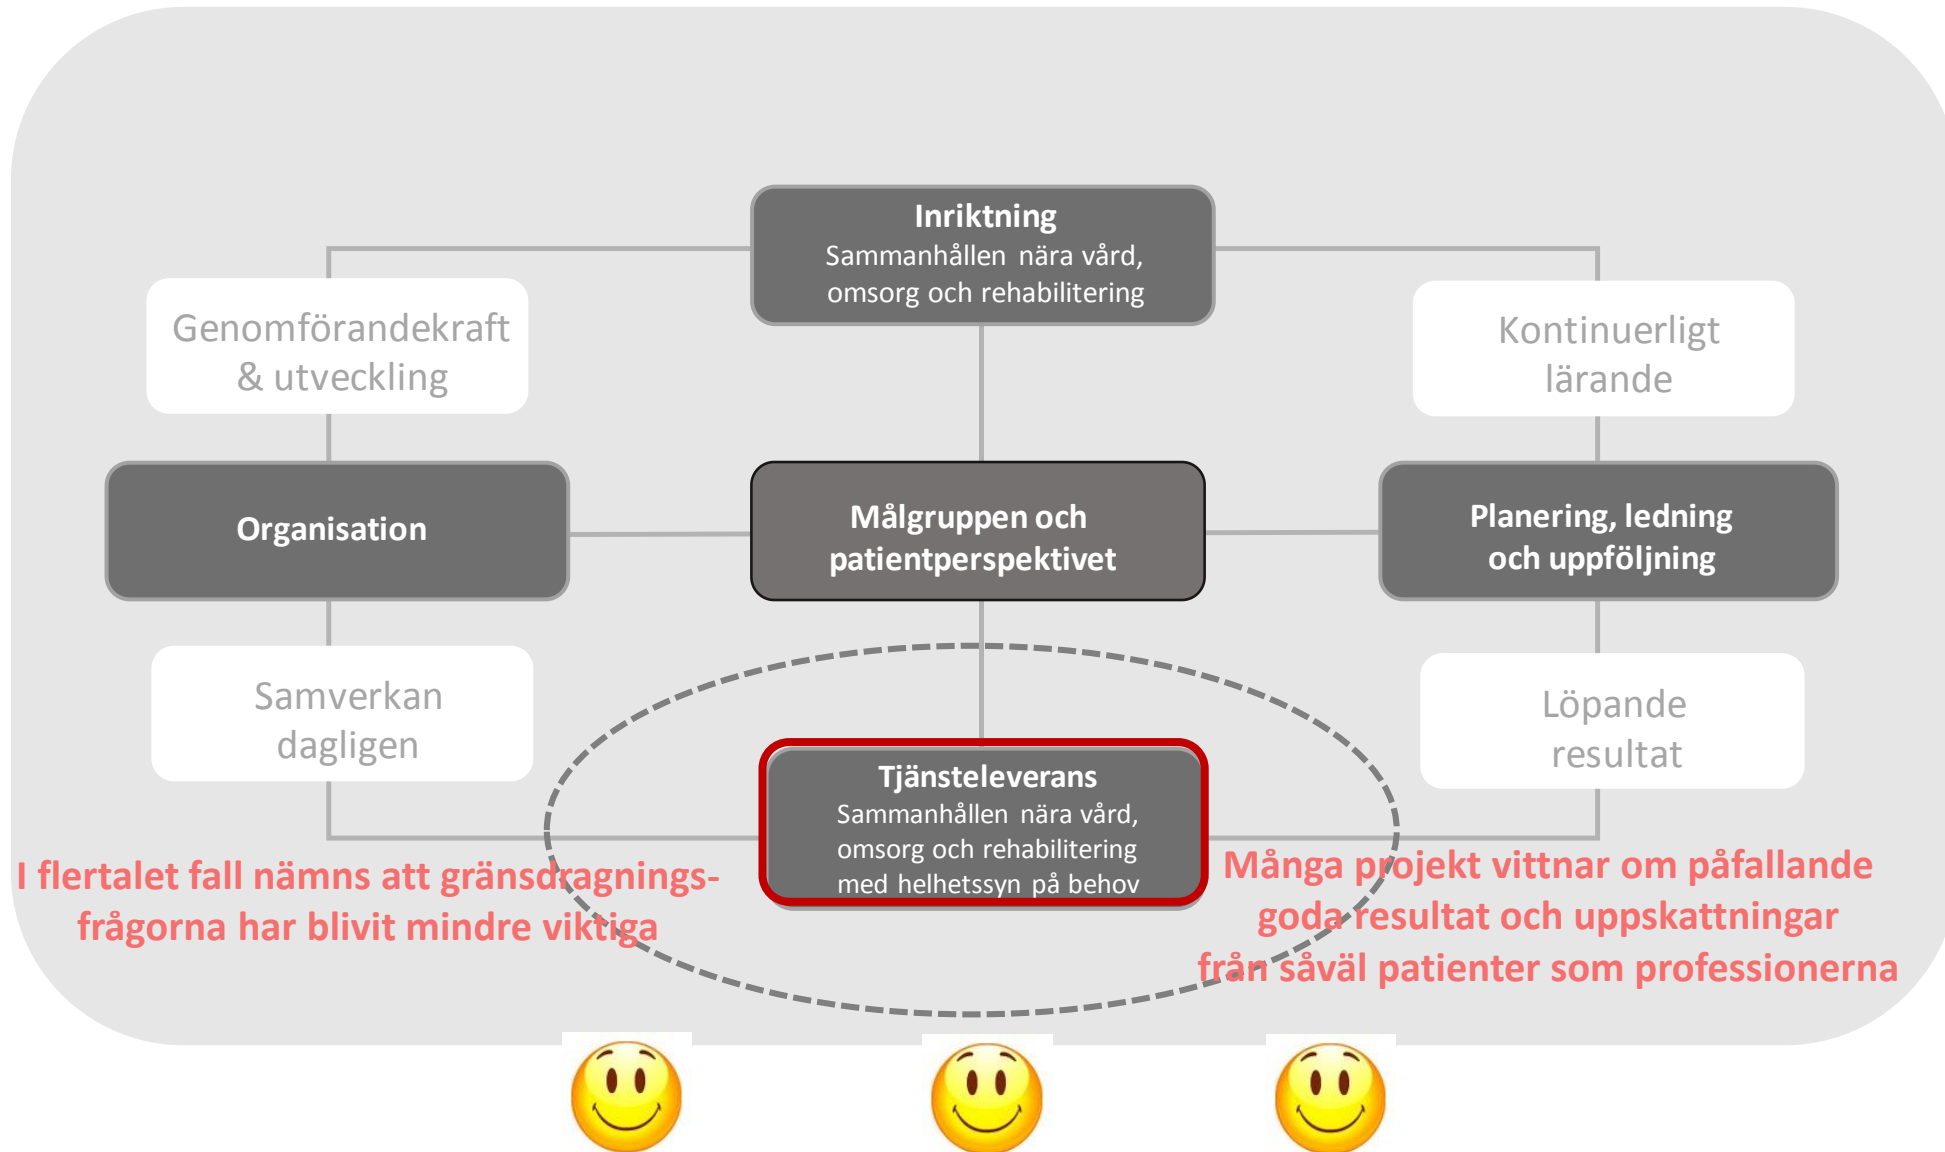 Inriktning
Sammanhållen nära vård,
omsorg och rehabilitering
Genomförandekraft
& utveckling
Kontinuerligt
lärande
Organisation
Målgruppen och
patientperspektivet
Planering, ledning
och uppföljning
Samverkan
dagligen
Löpande
resultat
Tjänsteleverans
Sammanhållen nära vård,
omsorg och rehabilitering
med helhetssyn på behov
I flertalet fall nämns att gränsdragnings-
frågorna har blivit mindre viktiga
Många projekt vittnar om påfallande
goda resultat och uppskattningar
från såväl patienter som professionerna